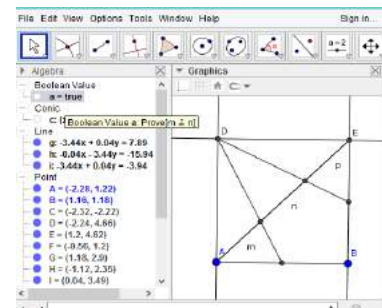 File Edit View Options Tools Window Help Sign in...
a=2
Algebra
Graphics
Boolean Value
a = true
Conic
Boolean Value a: Prove[m ≟ n]
Line
g: -3.44x + 0.04y = 7.89
h: -0.04x - 3.44y = -15.94
i: -3.44x + 0.04y = -3.94
Point
A = (-2.28, 1.22)
B = (1.16, 1.18)
C = (-2.32, -2.22)
D = (-2.24, 4.66)
E = (1.2, 4.62)
F = (-0.56, 1.2)
G = (1.18, 2.9)
H = (-1.12, 2.35)
I = (0.04, 3.49)
D
E
p
n
m
A
B